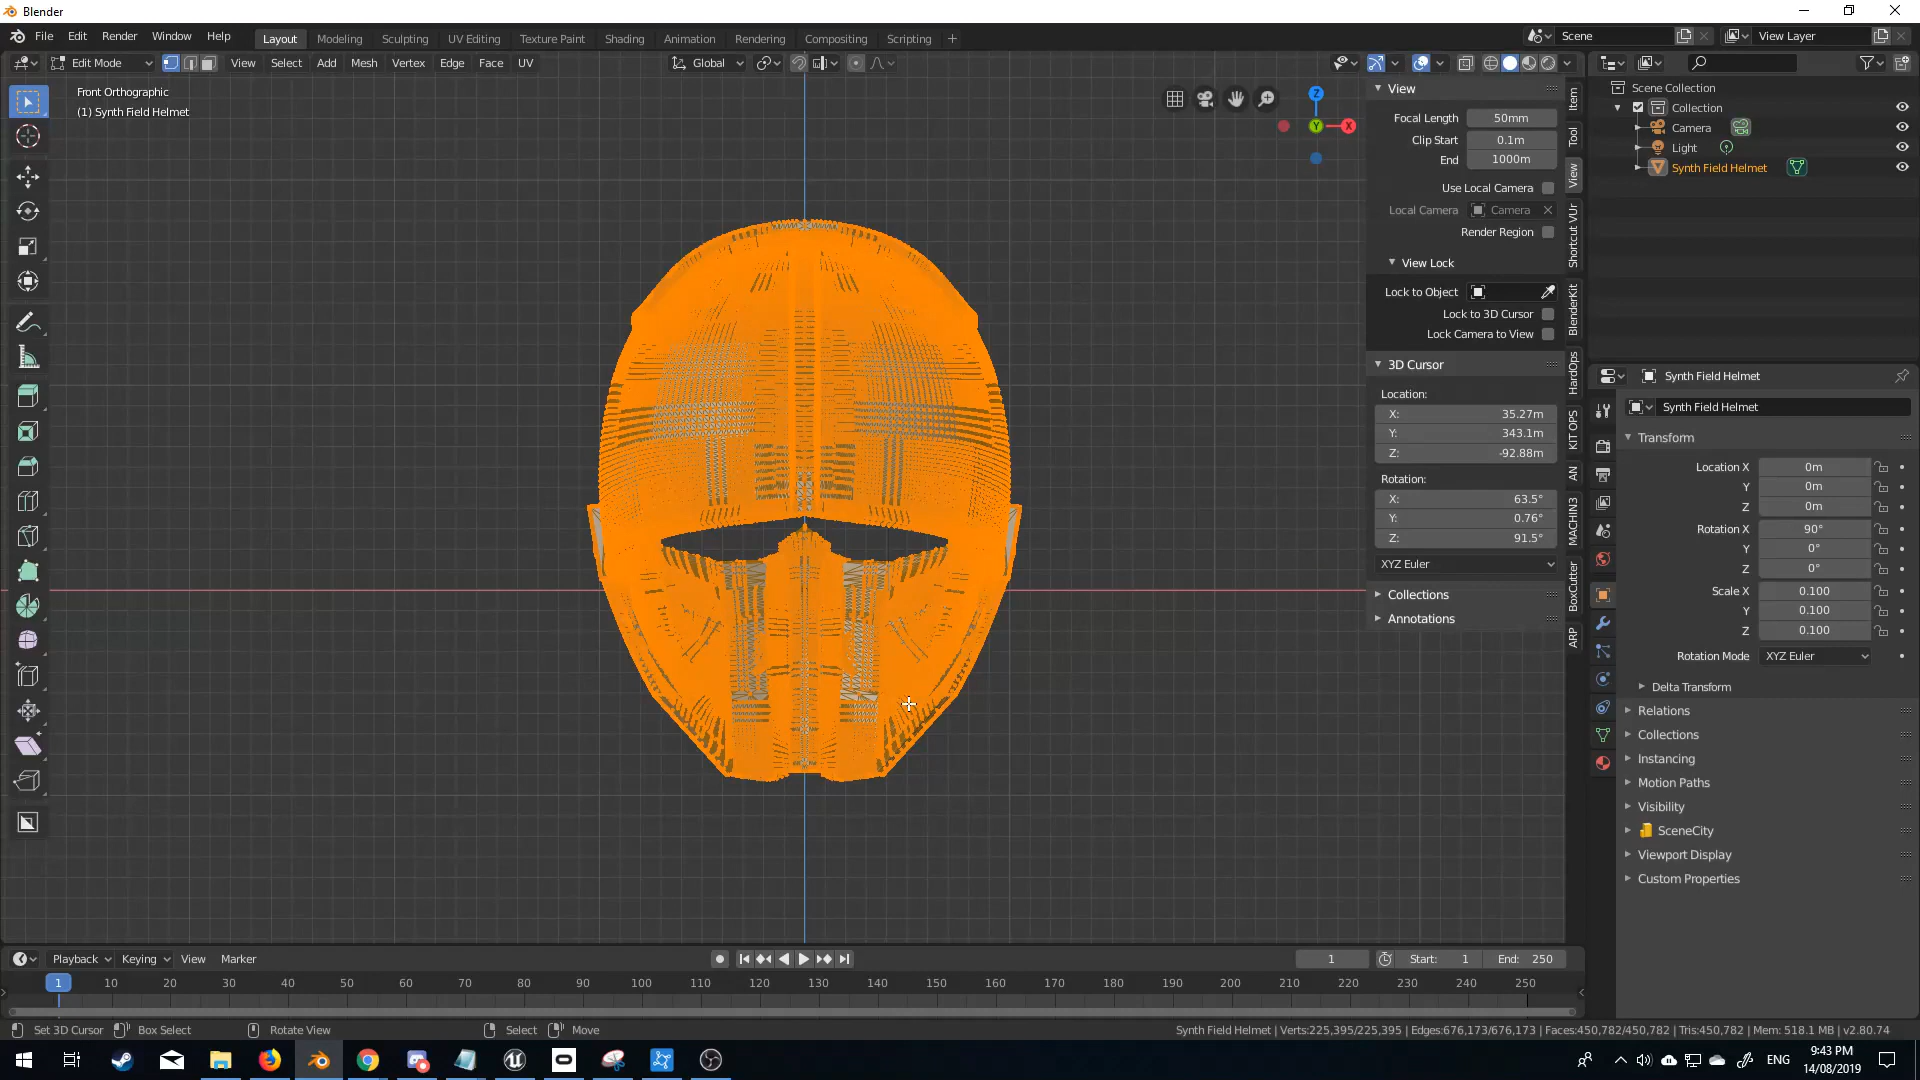 Blender
File Edit Render Window Help
Layout Modeling Sculpting UV Editing Texture Paint Shading Animation Rendering Compositing Scripting
Scene
View Layer
Edit Mode View Select Add Mesh Vertex Edge Face UV
Global
Front Orthographic
(1) Synth Field Helmet
Z
Y
X
View
Focal Length 50mm
Clip Start 0.1m
End 1000m
Use Local Camera
Local Camera Camera
Render Region
View Lock
Lock to Object
Lock to 3D Cursor
Lock Camera to View
3D Cursor
Location:
X: 35.27m
Y: 343.1m
Z: -92.88m
Rotation:
X: 63.5°
Y: 0.76°
Z: 91.5°
XYZ Euler
Collections
Annotations
Item
Tool
View
Shortcut VUr
BlenderKit
HardOps
KIT OPS
AN
MACHIN3
BoxCutter
ARP
Scene Collection
Collection
Camera
Light
Synth Field Helmet
Synth Field Helmet
Synth Field Helmet
Transform
Location X 0m
Y 0m
Z 0m
Rotation X 90°
Y 0°
Z 0°
Scale X 0.100
Y 0.100
Z 0.100
Rotation Mode XYZ Euler
Delta Transform
Relations
Collections
Instancing
Motion Paths
Visibility
SceneCity
Viewport Display
Custom Properties
Playback Keying View Marker
1
Start: 1
End: 250
1 10 20 30 40 50 60 70 80 90 100 110 120 130 140 150 160 170 180 190 200 210 220 230 240 250
Set 3D Cursor Box Select Rotate View Select Move
Synth Field Helmet | Verts:225,395/225,395 | Edges:676,173/676,173 | Faces:450,782/450,782 | Tris:450,782 | Mem: 518.1 MB | v2.80.74
ENG
9:43 PM
14/08/2019